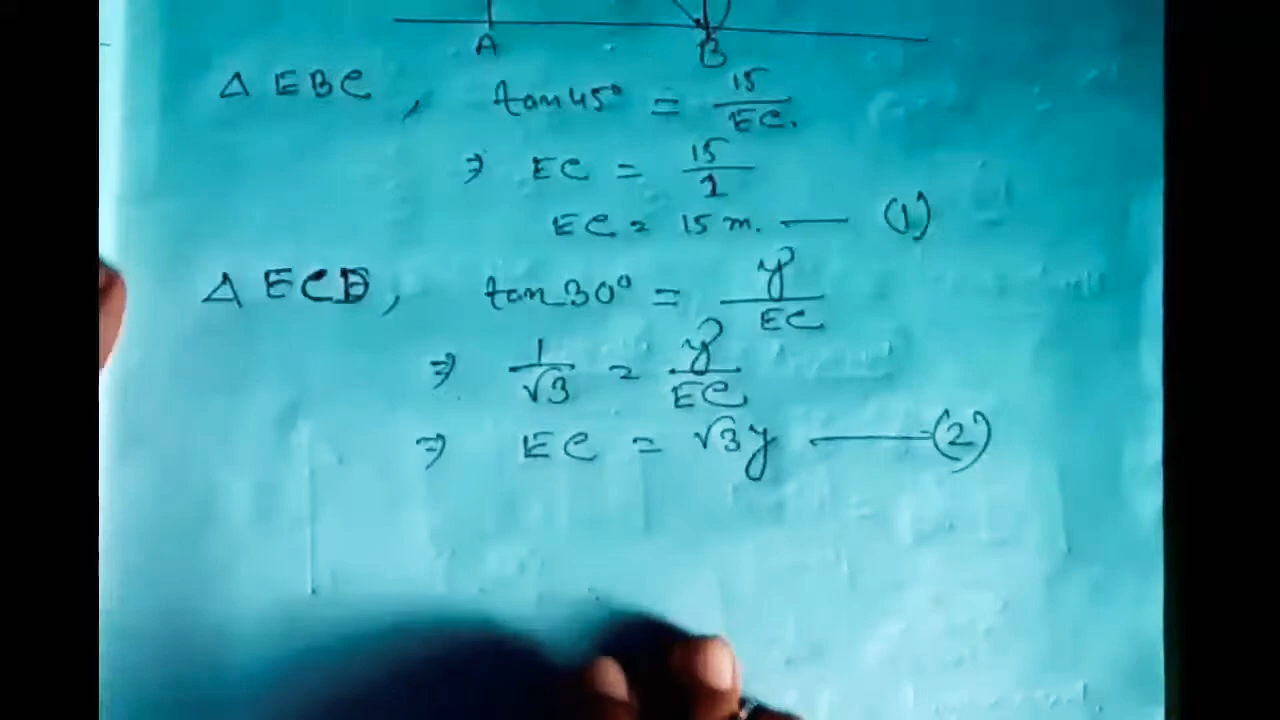 A B
△ EBC, tan45° = 15/EC.
⇒ EC = 15/1
EC = 15 m. — (1)
△ ECD, tan30° = y/EC
⇒ 1/√3 = y/EC
⇒ EC = √3y — (2)